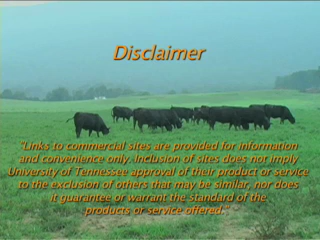 Disclaimer
"Links to commercial sites are provided for information
and convenience only. Inclusion of sites does not imply
University of Tennessee approval of their product or service
to the exclusion of others that may be similar, nor does
it guarantee or warrant the standard of the
products or service offered."